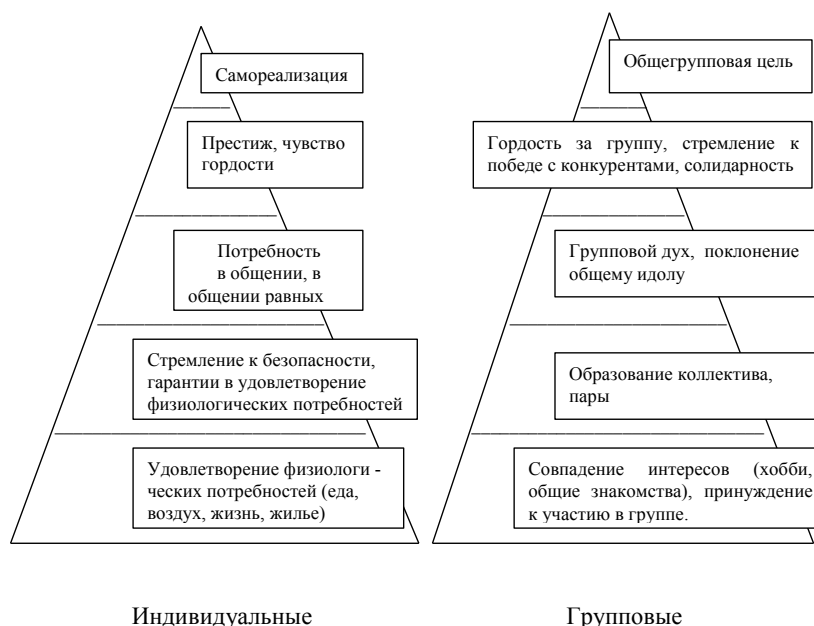 Самореализация
Престиж, чувство
гордости
Потребность
в общении, в
общении равных
Стремление к безопасности,
гарантии в удовлетворение
физиологических потребностей
Удовлетворение физиологи -
ческих потребностей (еда,
воздух, жизнь, жилье)
Индивидуальные
Общегрупповая цель
Гордость за группу, стремление к
победе с конкурентами, солидарность
Групповой дух, поклонение
общему идолу
Образование коллектива,
пары
Совпадение интересов (хобби,
общие знакомства), принуждение
к участию в группе.
Групповые